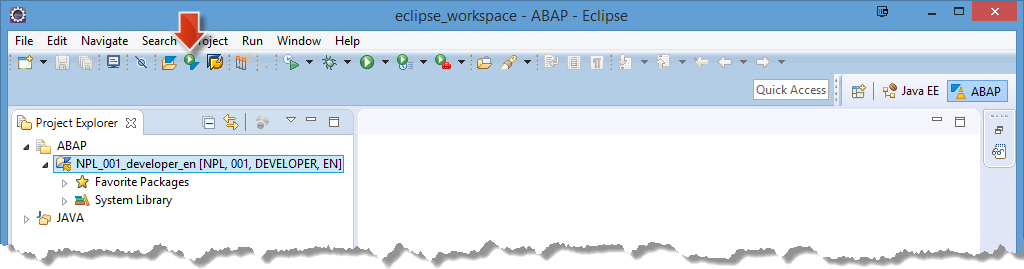 eclipse_workspace - ABAP - Eclipse
File Edit Navigate Search Project Run Window Help
Quick Access Java EE ABAP
Project Explorer
ABAP
NPL_001_developer_en [NPL, 001, DEVELOPER, EN]
Favorite Packages
System Library
JAVA